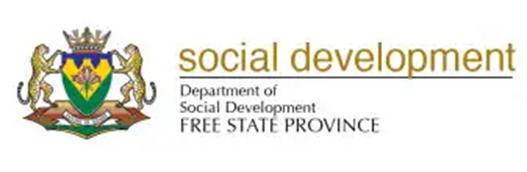 social development
Department of
Social Development
FREE STATE PROVINCE